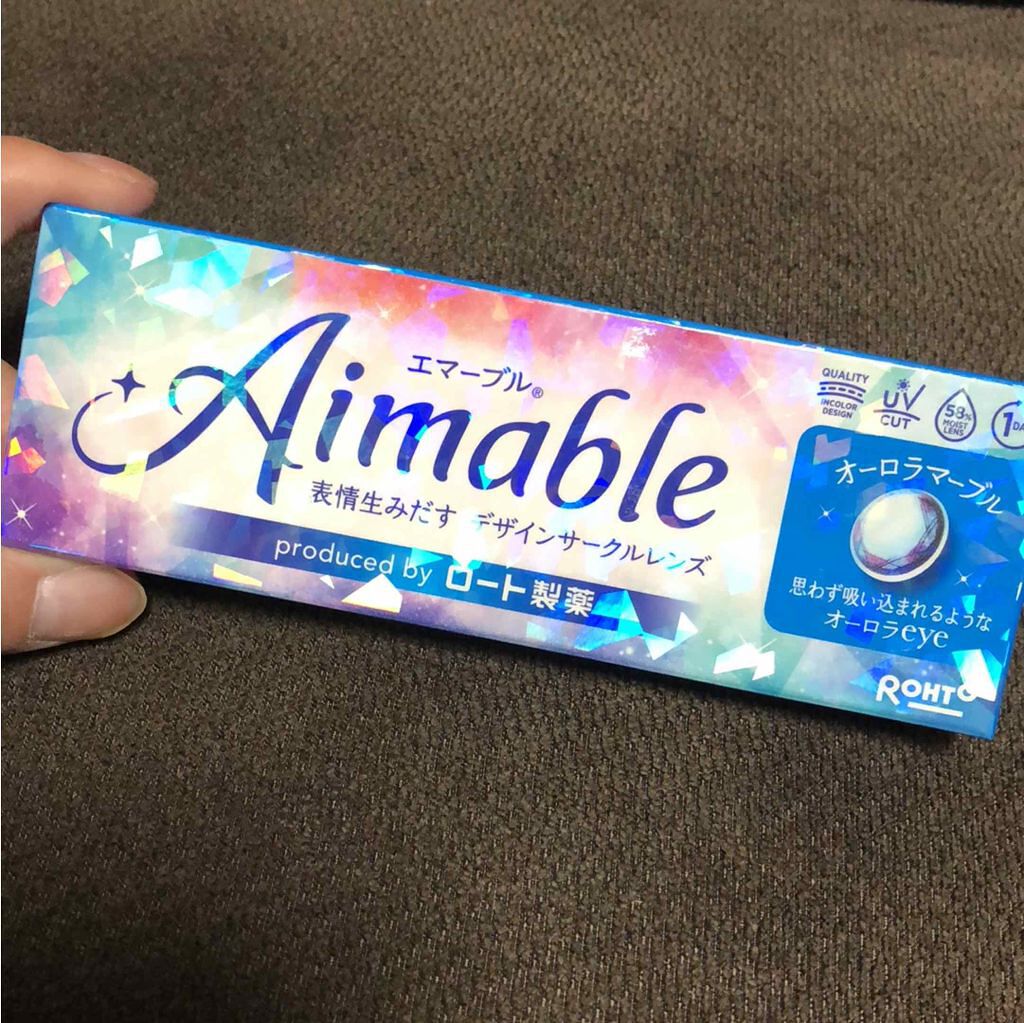 エマーブル®
Aimable
表情生みだす デザインサークルレンズ
produced by ロート製薬
QUALITY
INCOLOR
DESIGN
UV
CUT
58%
MOIST
LENS
1
DA
オーロラマーブル
思わず吸い込まれるような
オーロラeye
ROHTO